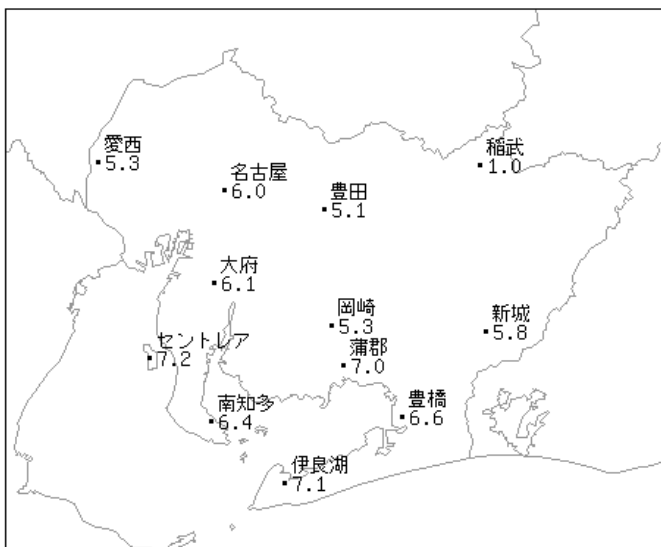 愛西
5.3
稲武
1.0
名古屋
6.0
豊田
5.1
大府
6.1
岡崎
5.3
新城
5.8
セントレア
7.2
蒲郡
7.0
南知多
6.4
豊橋
6.6
伊良湖
7.1